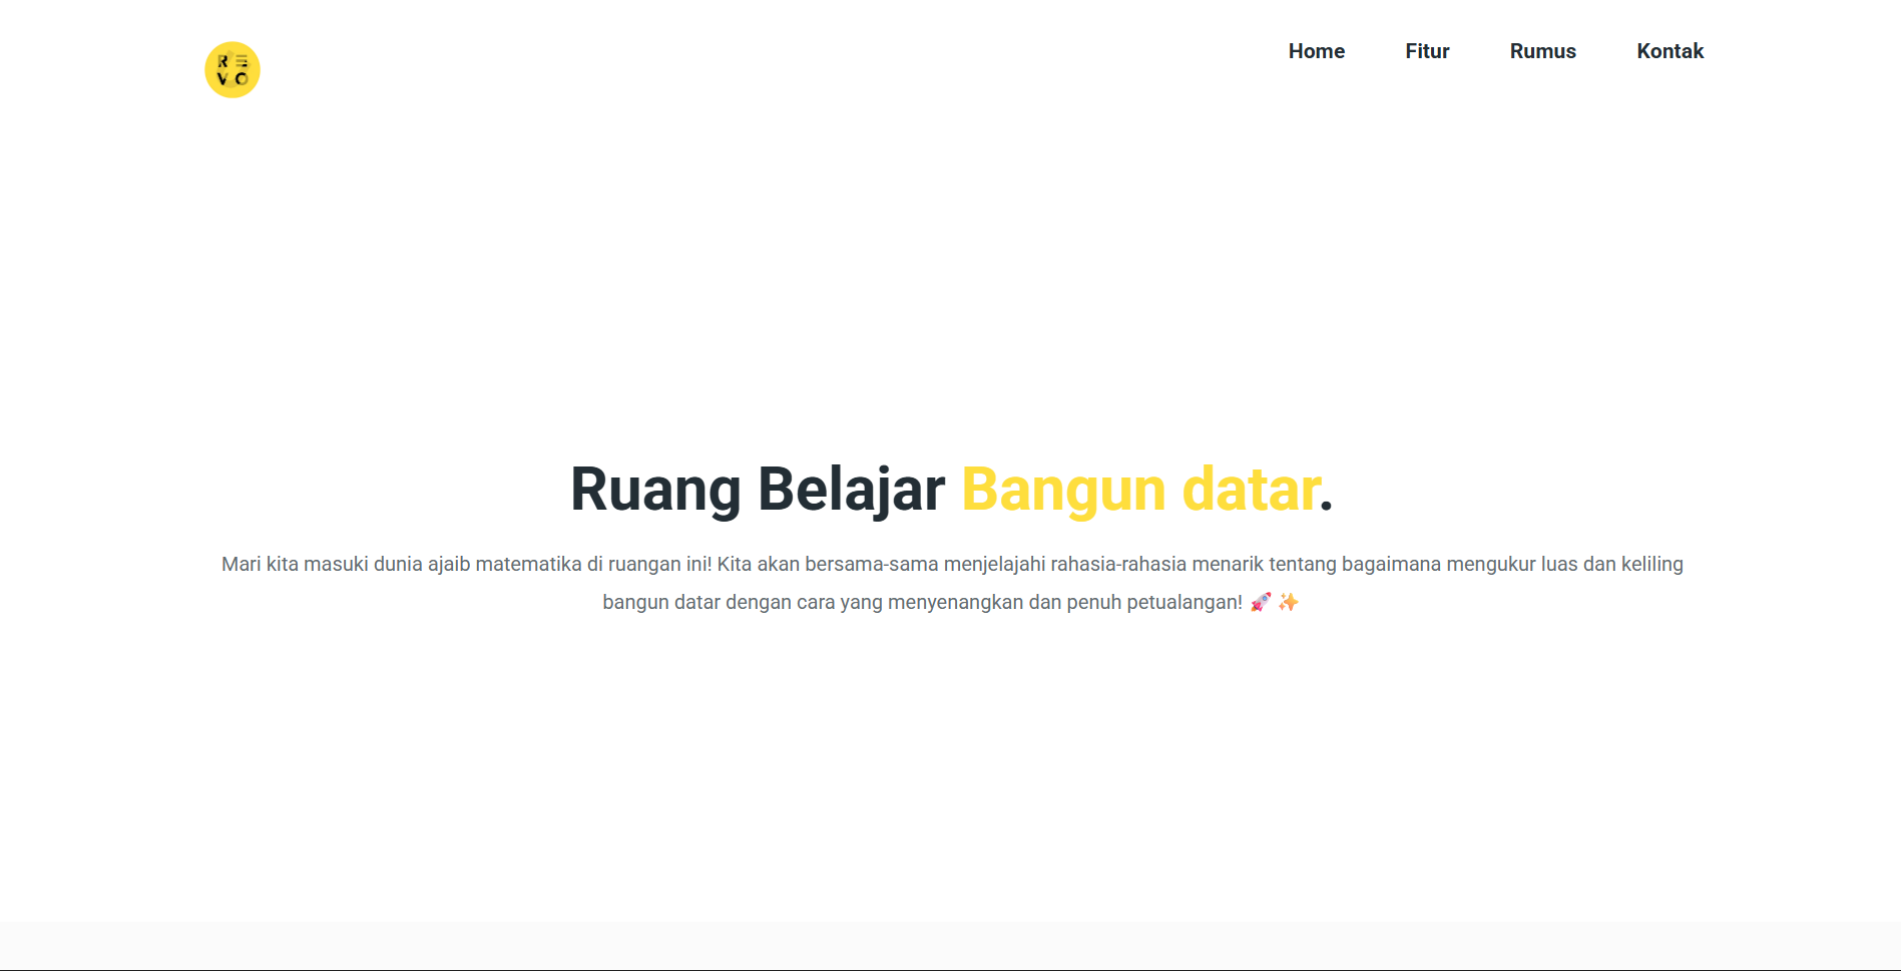 RE
VO
Home Fitur Rumus Kontak
Ruang Belajar Bangun datar.
Mari kita masuki dunia ajaib matematika di ruangan ini! Kita akan bersama-sama menjelajahi rahasia-rahasia menarik tentang bagaimana mengukur luas dan keliling
bangun datar dengan cara yang menyenangkan dan penuh petualangan! 🚀 ✨